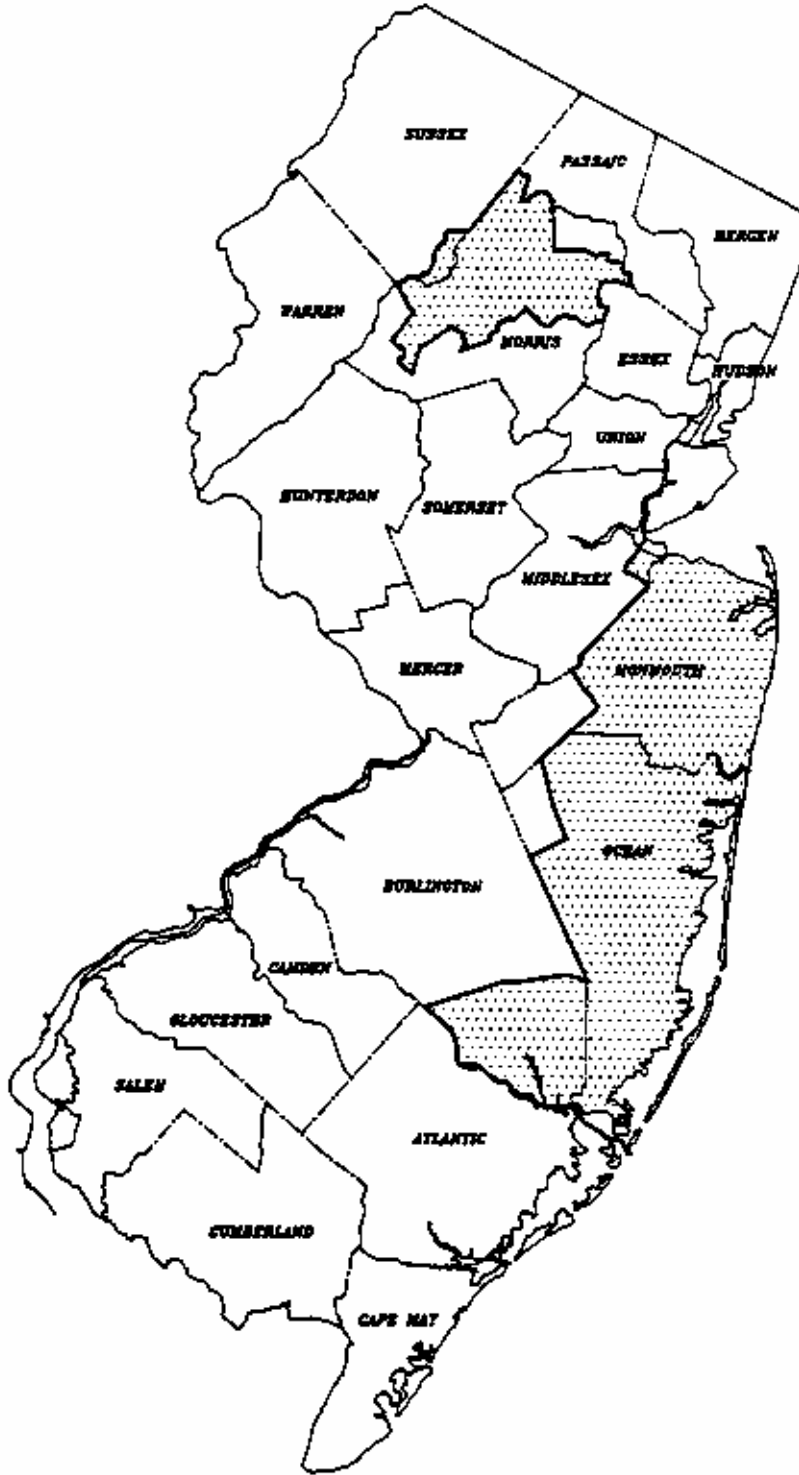 SUSSEX
PASSAIC
BERGEN
WARREN
MORRIS
ESSEX
HUDSON
UNION
HUNTERDON
SOMERSET
MIDDLESEX
MERCER
MONMOUTH
OCEAN
BURLINGTON
CAMDEN
GLOUCESTER
SALEM
ATLANTIC
CUMBERLAND
CAPE MAY